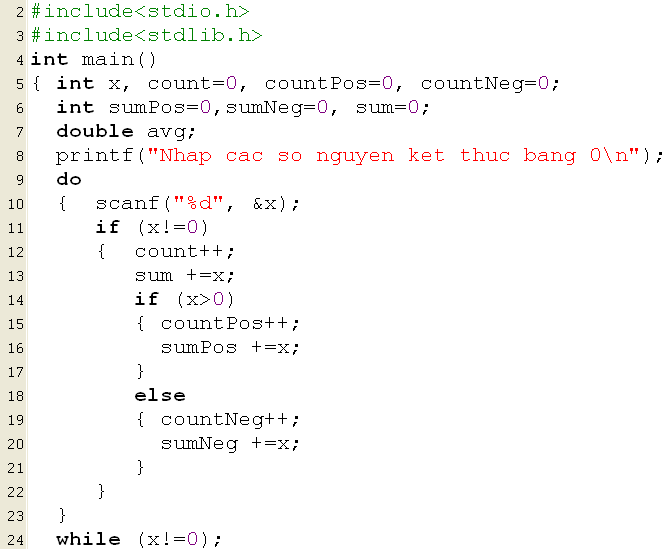 2 #include<stdio.h>
3 #include<stdlib.h>
4 int main()
5 { int x, count=0, countPos=0, countNeg=0;
6   int sumPos=0,sumNeg=0, sum=0;
7   double avg;
8   printf("Nhap cac so nguyen ket thuc bang 0\n");
9   do
10   {  scanf("%d", &x);
11      if (x!=0)
12      {  count++;
13         sum +=x;
14         if (x>0)
15         { countPos++;
16           sumPos +=x;
17         }
18         else
19         { countNeg++;
20           sumNeg +=x;
21         }
22      }
23   }
24   while (x!=0);